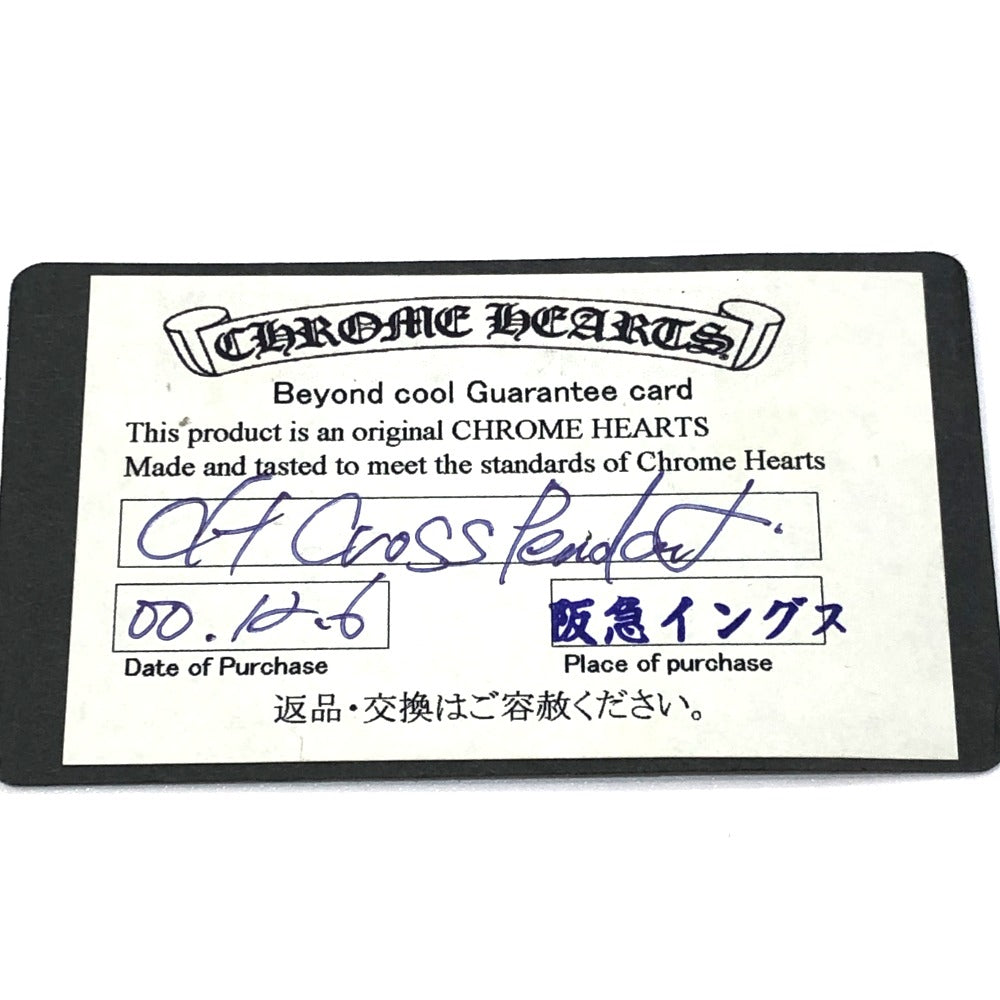 CHROME HEARTS
Beyond cool Guarantee card
This product is an original CHROME HEARTS
Made and tasted to meet the standards of Chrome Hearts
CH Cross Pendant
00.12.6
阪急イングス
Date of Purchase
Place of purchase
返品・交換はご容赦ください。